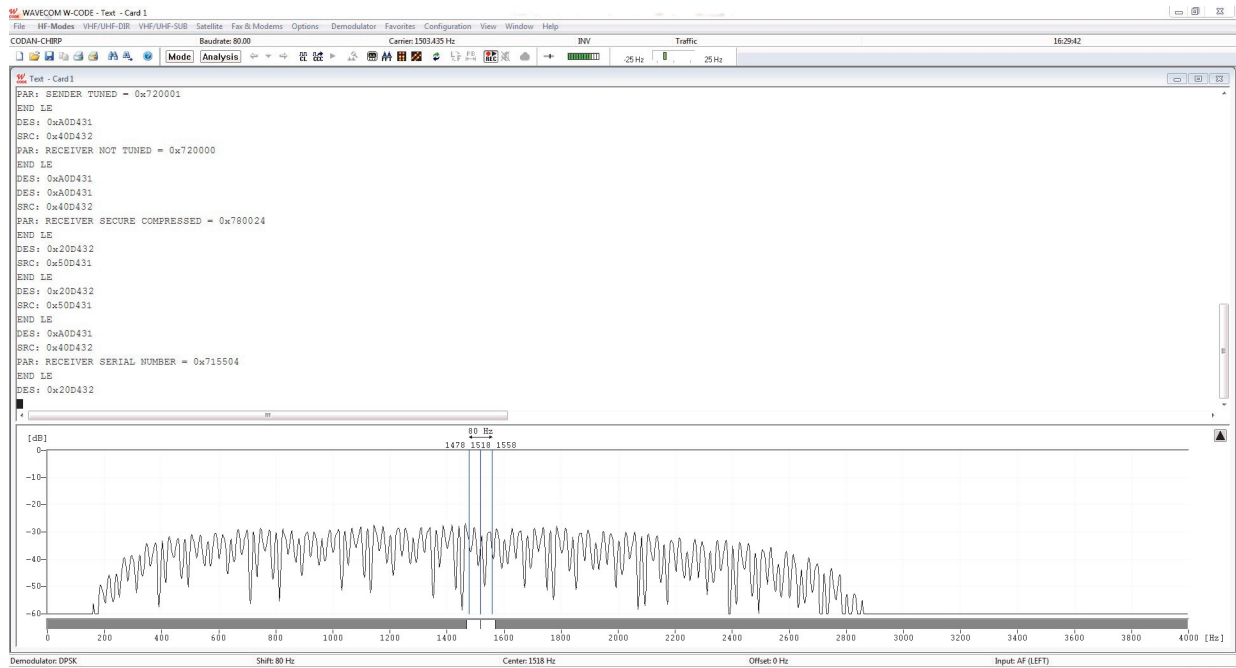 WAVECOM W-CODE - Text - Card 1
File HF-Modes VHF/UHF-DIR VHF/UHF-SUB Satellite Fax & Modems Options Demodulator Favorites Configuration View Window Help
CODAN-CHIRP Baudrate: 80.00 Carrier: 1503.435 Hz INV Traffic 16:29:42
Mode Analysis -25 Hz 25 Hz
Text - Card 1
PAR: SENDER TUNED = 0x720001
END LE
DES: 0xA0D431
SRC: 0x40D432
PAR: RECEIVER NOT TUNED = 0x720000
END LE
DES: 0xA0D431
DES: 0xA0D431
SRC: 0x40D432
PAR: RECEIVER SECURE COMPRESSED = 0x780024
END LE
DES: 0x20D432
SRC: 0x50D431
END LE
DES: 0x20D432
SRC: 0x50D431
END LE
DES: 0xA0D431
SRC: 0x40D432
PAR: RECEIVER SERIAL NUMBER = 0x715504
END LE
DES: 0x20D432
80 Hz
[dB] 1478 1518 1558
0
-10
-20
-30
-40
-50
-60
0 200 400 600 800 1000 1200 1400 1600 1800 2000 2200 2400 2600 2800 3000 3200 3400 3600 3800 4000 [Hz]
Demodulator: DPSK Shift: 80 Hz Center: 1518 Hz Offset: 0 Hz Input: AF (LEFT)